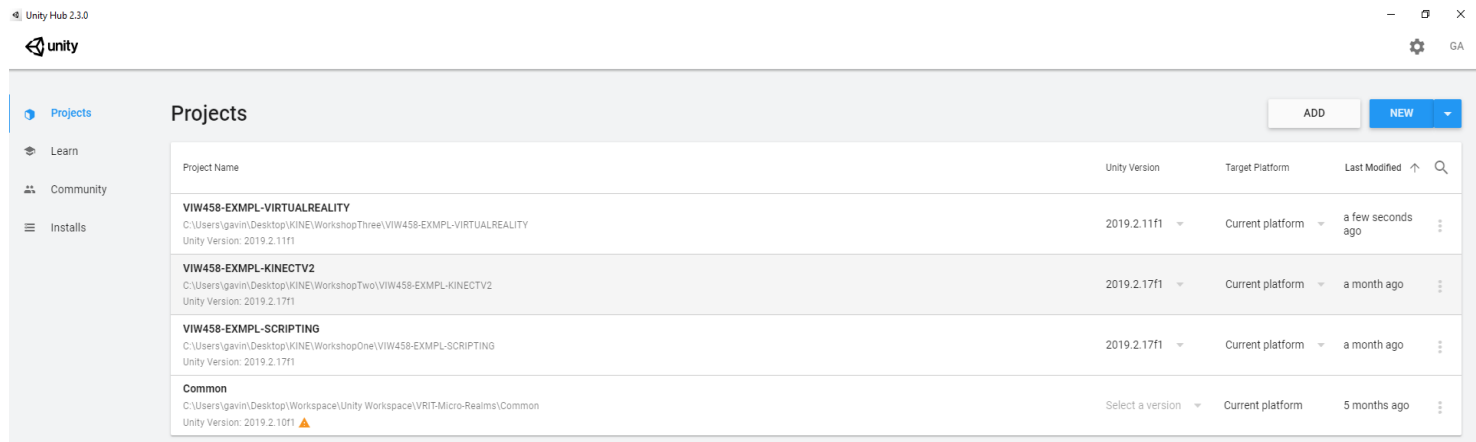 Unity Hub 2.3.0
unity
GA
Projects
Learn
Community
Installs
Projects
ADD
NEW
Project Name
Unity Version
Target Platform
Last Modified
VIW458-EXMPL-VIRTUALREALITY
C:\Users\gavin\Desktop\KINE\WorkshopThree\VIW458-EXMPL-VIRTUALREALITY
Unity Version: 2019.2.11f1
2019.2.11f1
Current platform
a few seconds
ago
VIW458-EXMPL-KINECTV2
C:\Users\gavin\Desktop\KINE\WorkshopTwo\VIW458-EXMPL-KINECTV2
Unity Version: 2019.2.17f1
2019.2.17f1
Current platform
a month ago
VIW458-EXMPL-SCRIPTING
C:\Users\gavin\Desktop\KINE\WorkshopOne\VIW458-EXMPL-SCRIPTING
Unity Version: 2019.2.17f1
2019.2.17f1
Current platform
a month ago
Common
C:\Users\gavin\Desktop\Workspace\Unity Workspace\VRIT-Micro-Realms\Common
Unity Version: 2019.2.10f1
Select a version
Current platform
5 months ago